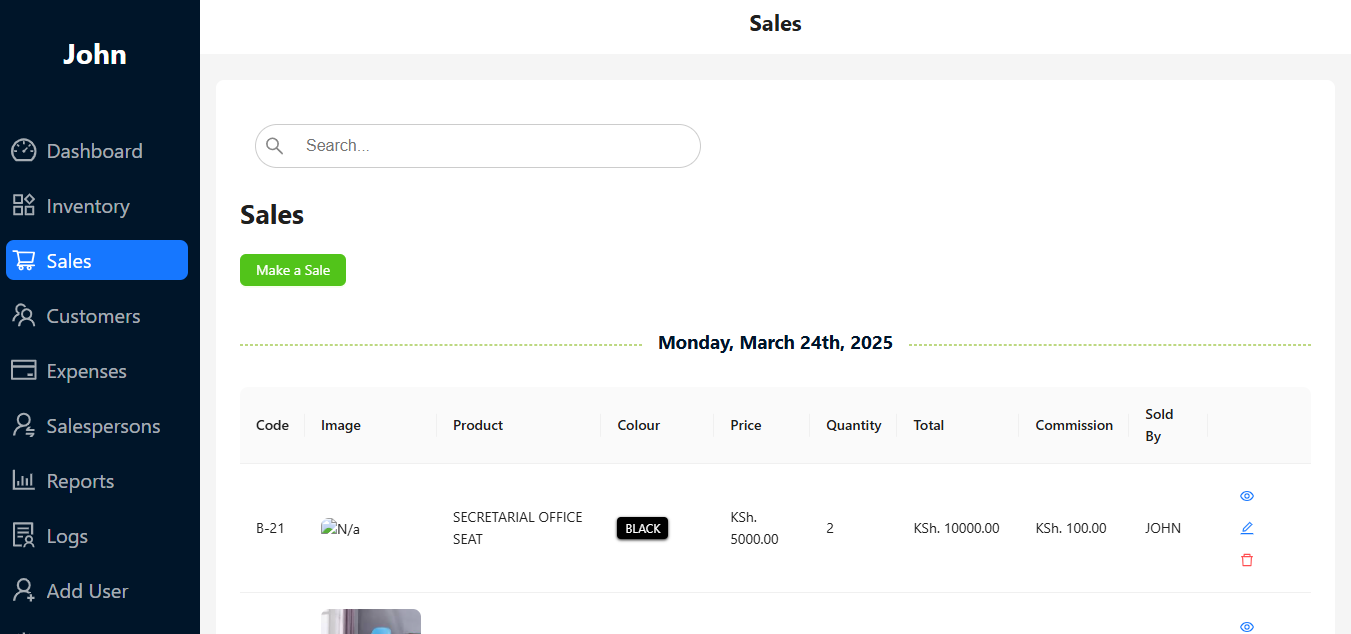 Sales
John
Dashboard
Inventory
Sales
Customers
Expenses
Salespersons
Reports
Logs
Add User
Search...
Sales
Make a Sale
Monday, March 24th, 2025
Code Image Product Colour Price Quantity Total Commission Sold By
B-21 N/a SECRETARIAL OFFICE SEAT BLACK KSh. 5000.00 2 KSh. 10000.00 KSh. 100.00 JOHN